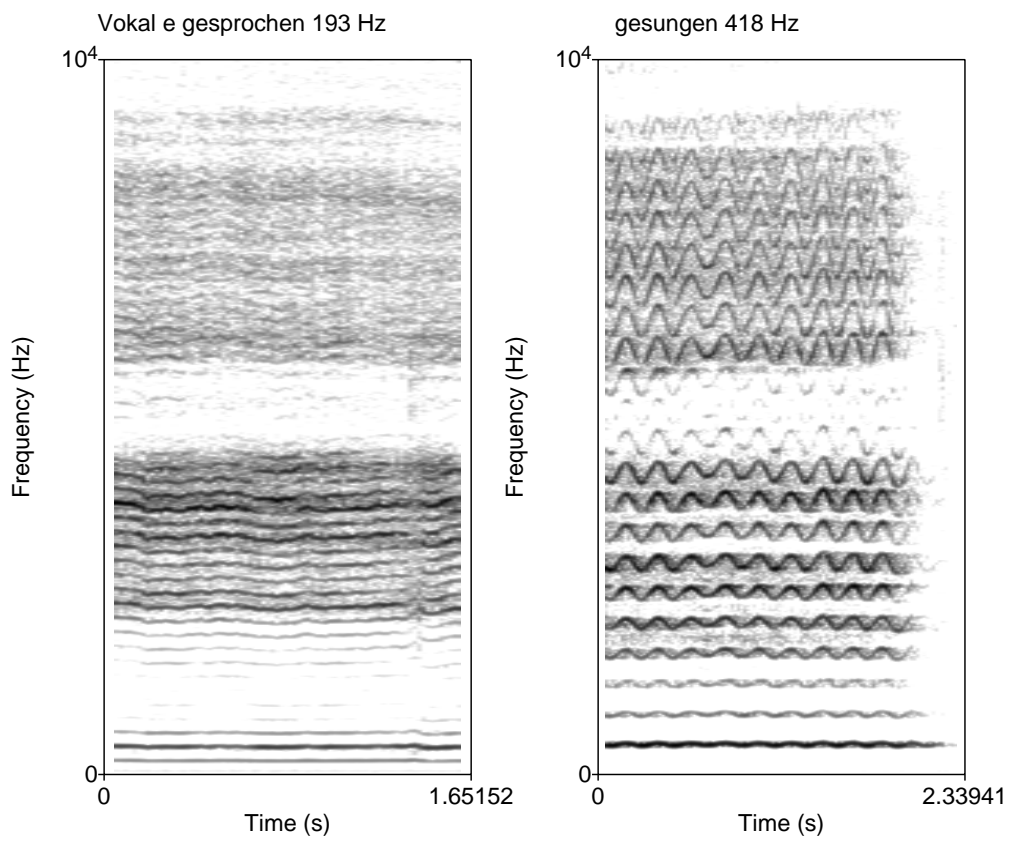 Vokal e gesprochen 193 Hz
10⁴
Frequency (Hz)
0
0
1.65152
Time (s)
gesungen 418 Hz
10⁴
Frequency (Hz)
0
0
2.33941
Time (s)